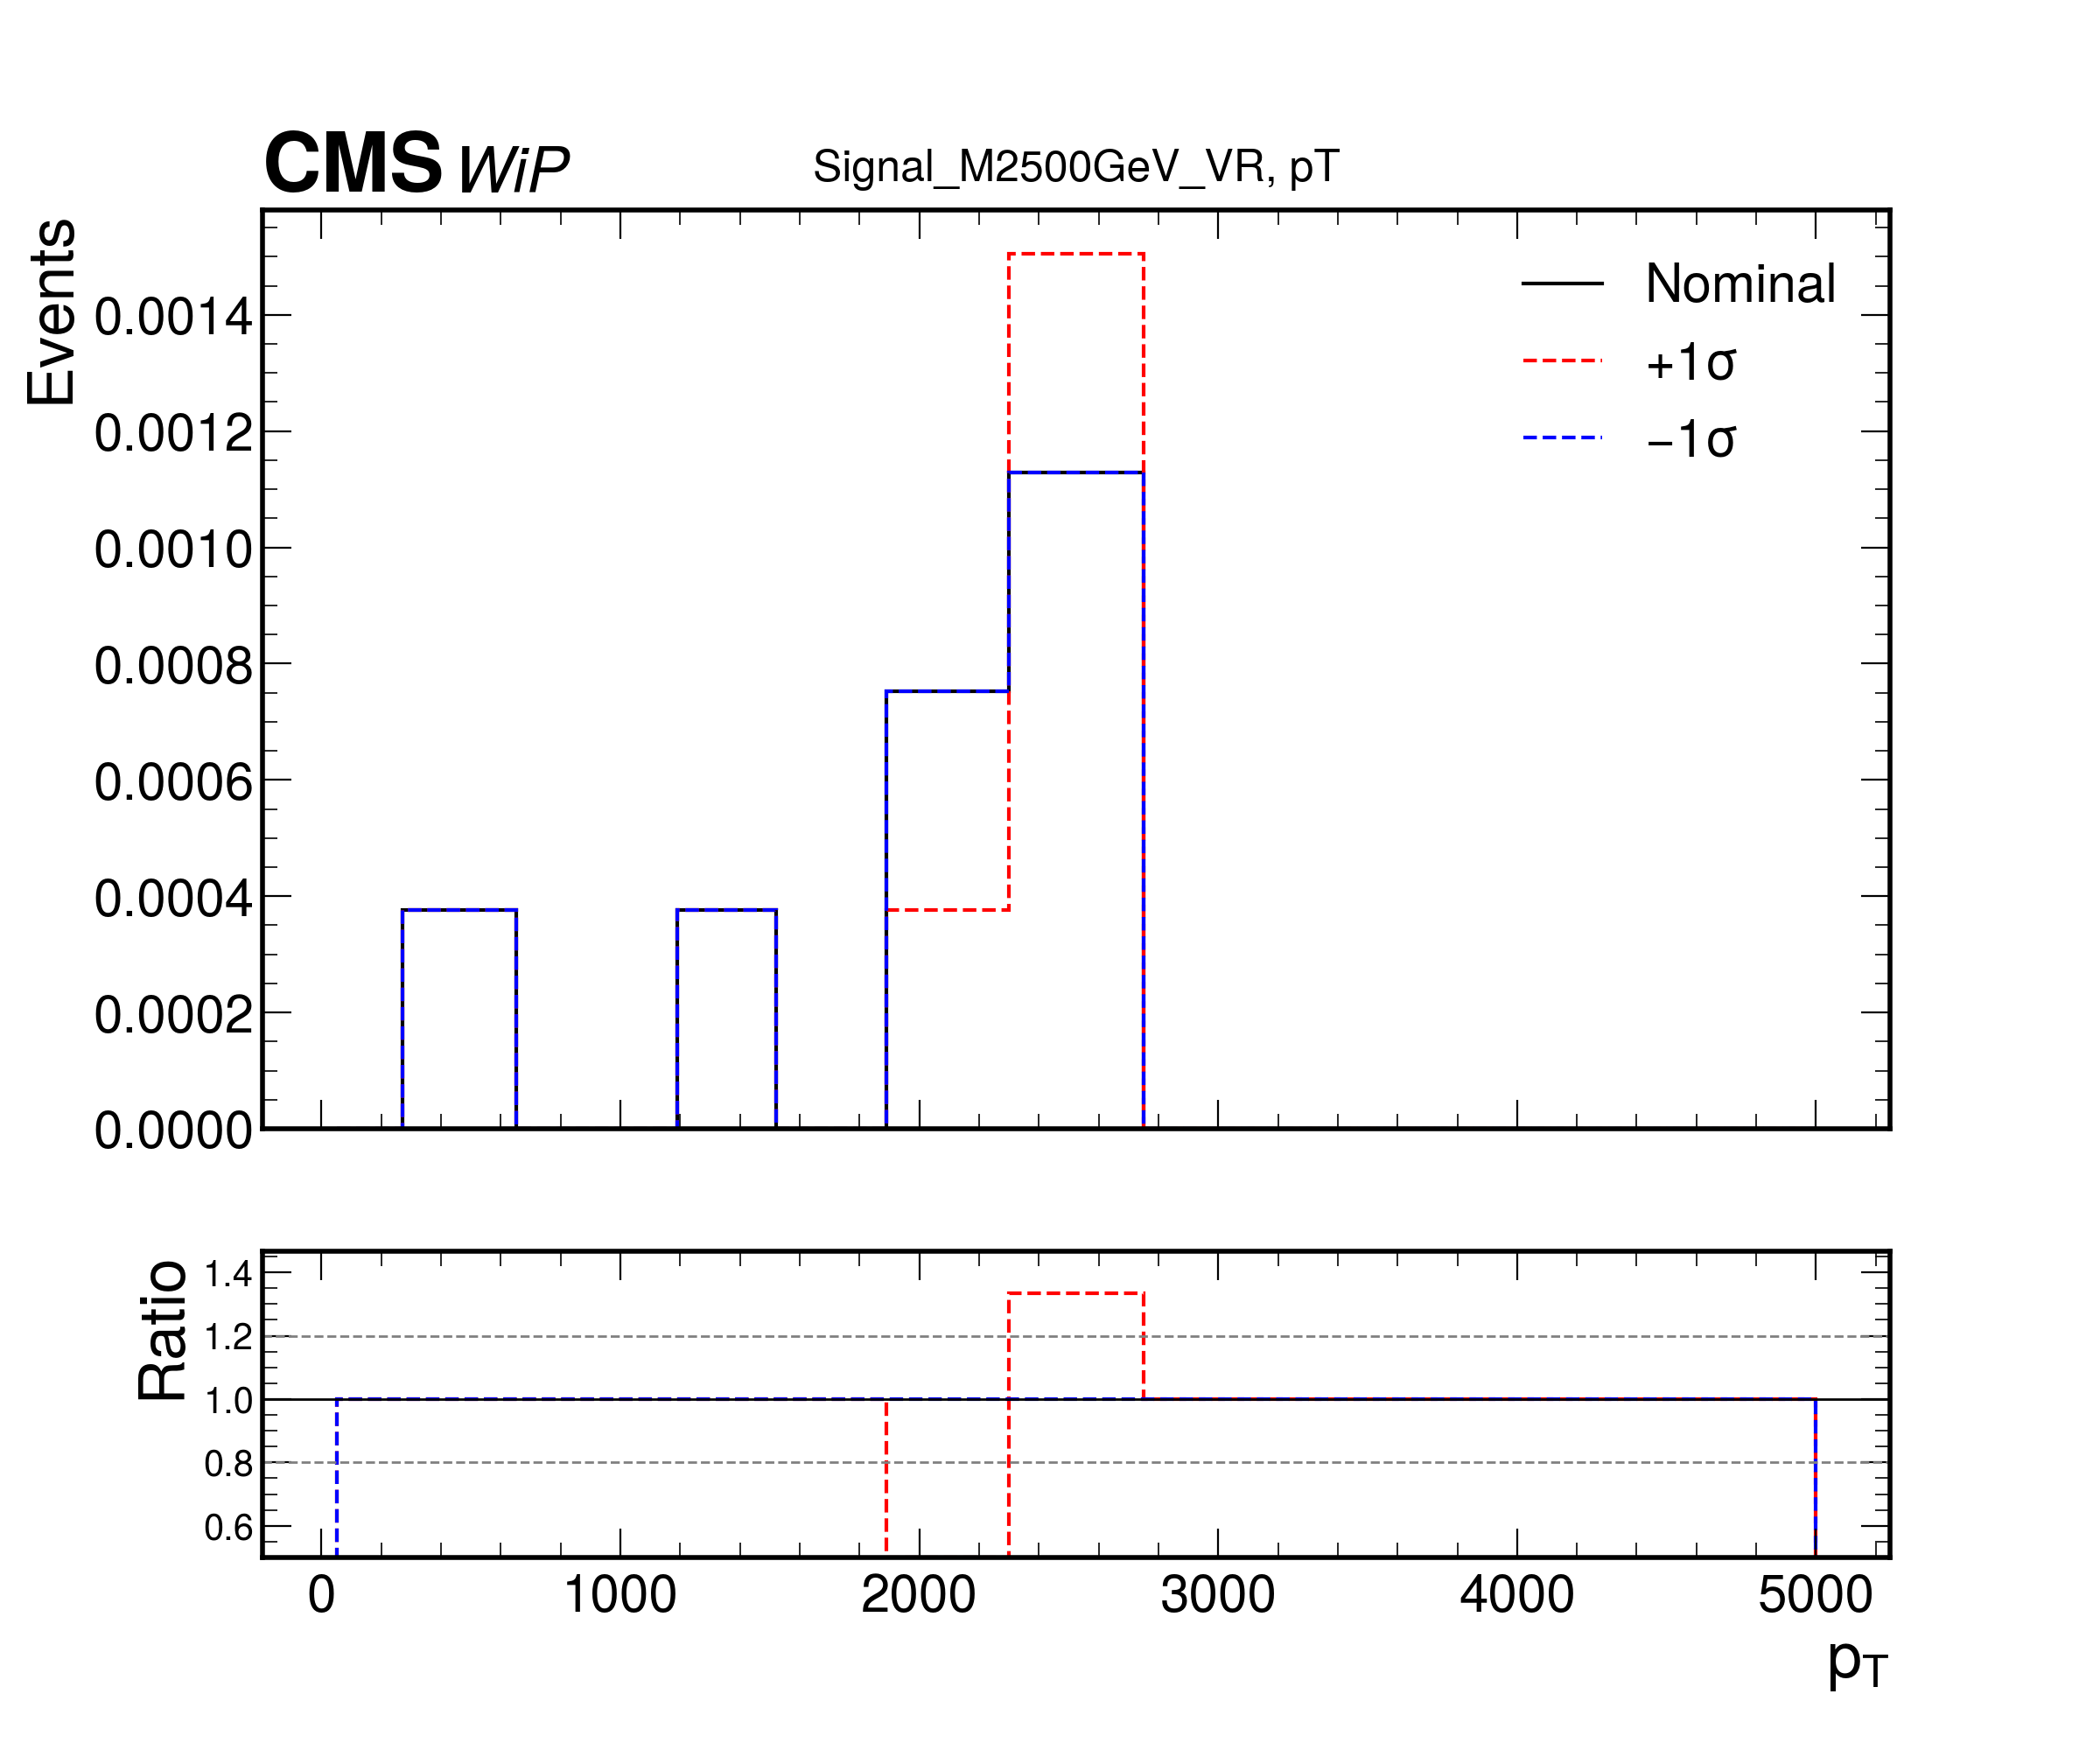 CMS WiP
Signal_M2500GeV_VR, pT
Events
0.0014
0.0012
0.0010
0.0008
0.0006
0.0004
0.0002
0.0000
Nominal
+1σ
−1σ
Ratio
1.4
1.2
1.0
0.8
0.6
0 1000 2000 3000 4000 5000
pT